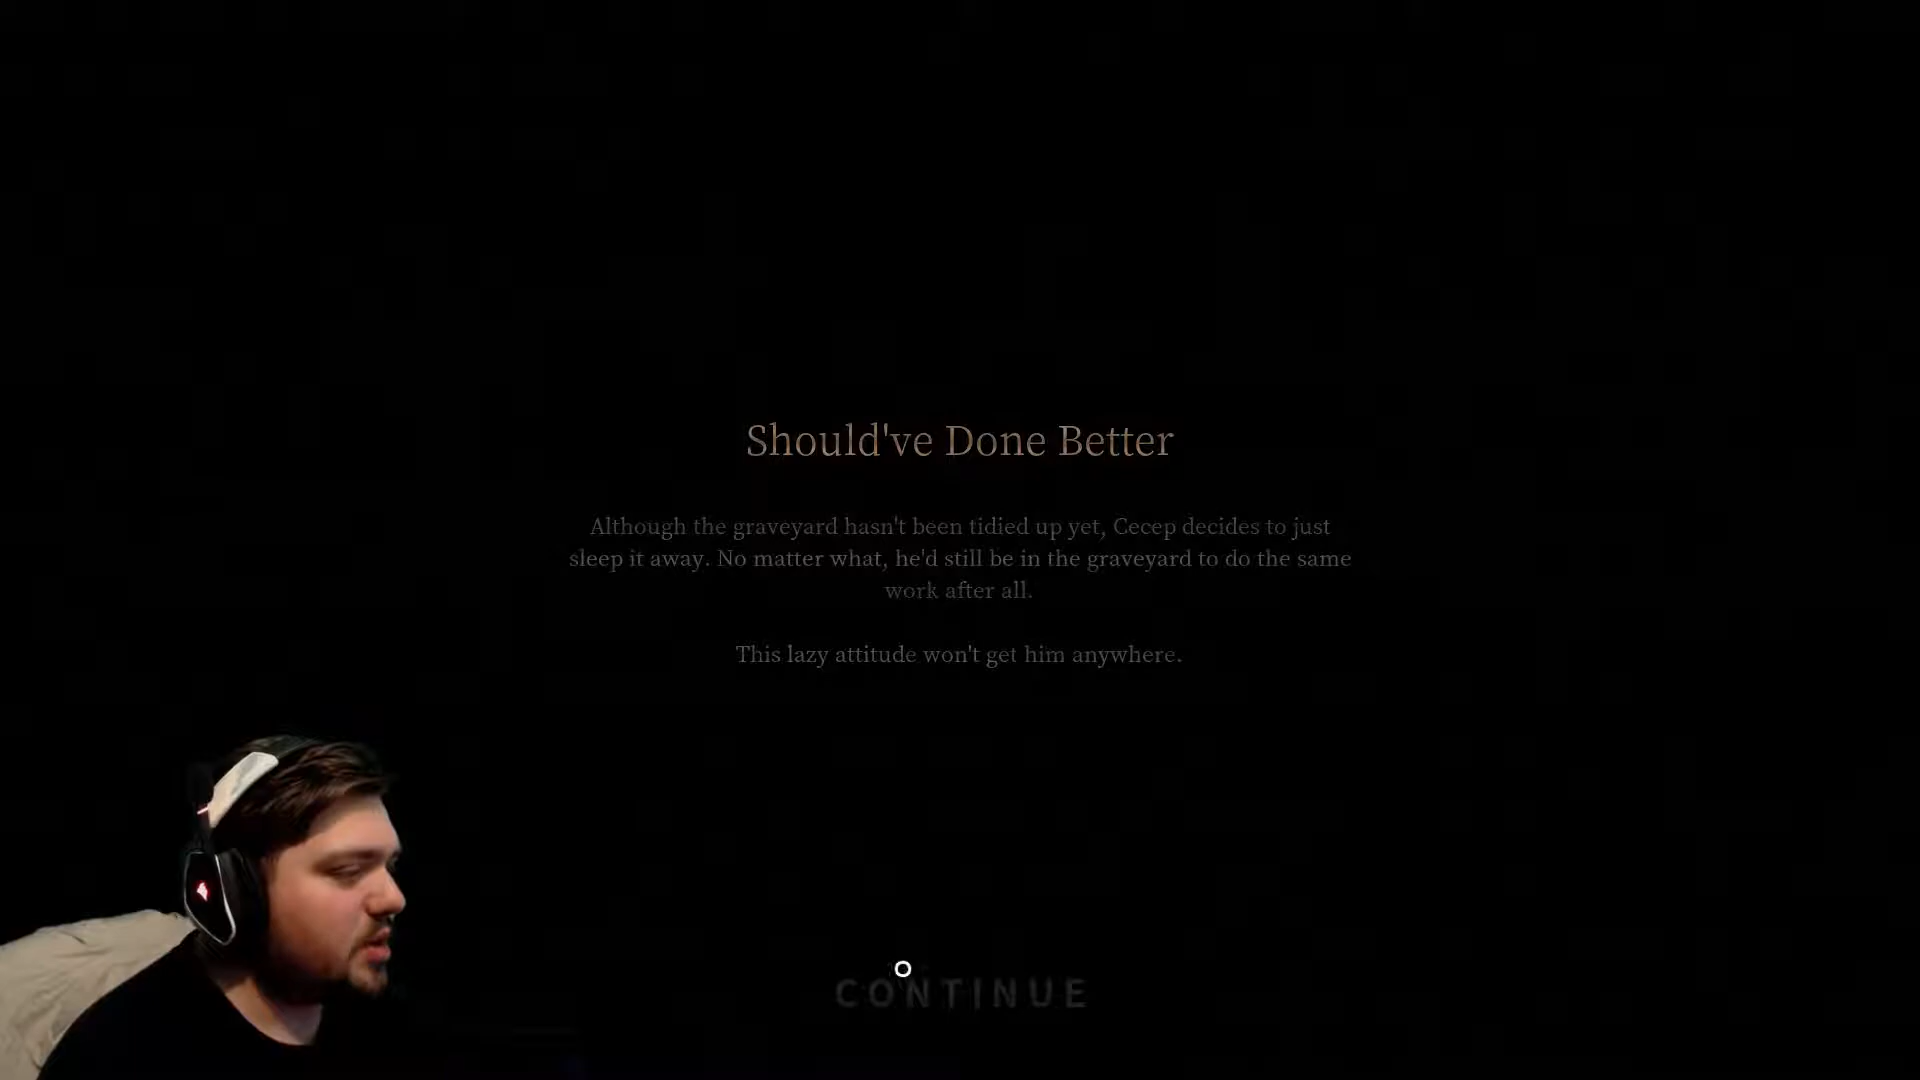 Should've Done Better
Although the graveyard hasn't been tidied up yet, Cecep decides to just
sleep it away. No matter what, he'd still be in the graveyard to do the same
work after all.
This lazy attitude won't get him anywhere.
CONTINUE